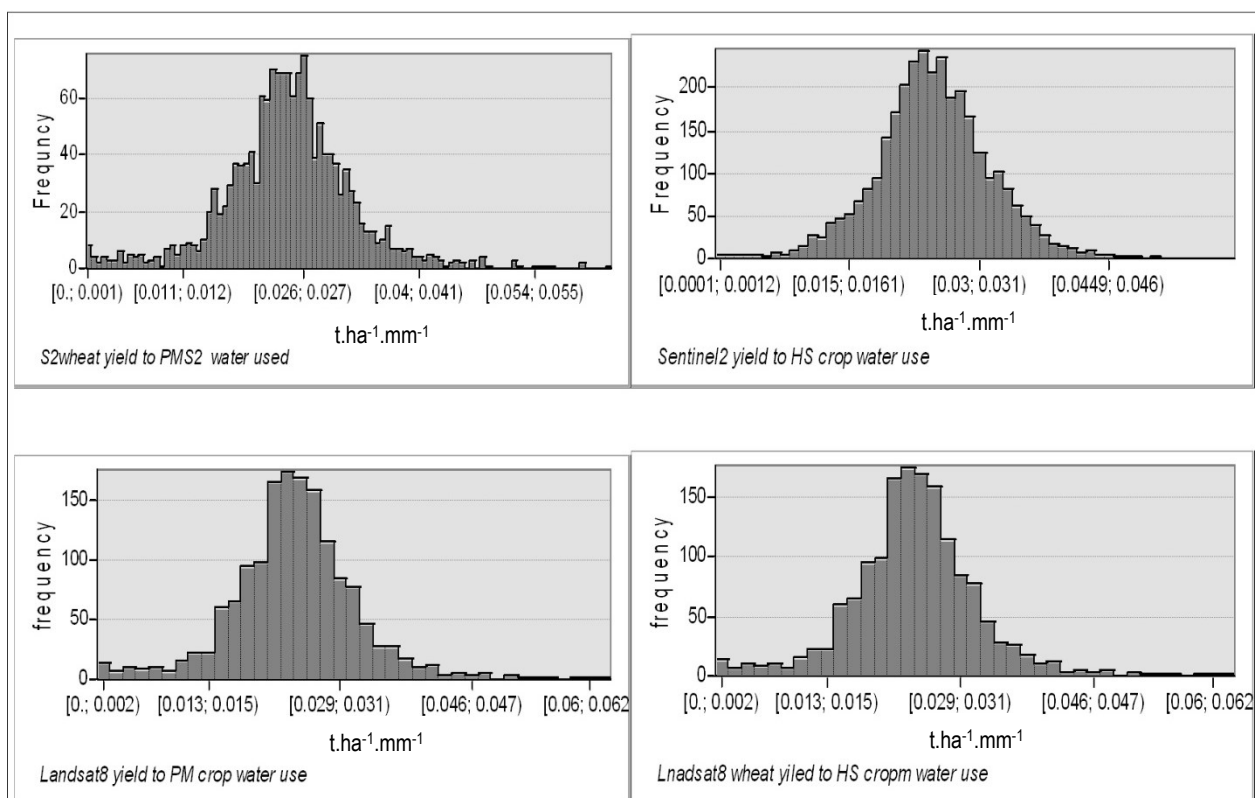 Frequncy
60
40
20
0
[0.; 0.001) [0.011; 0.012) [0.026; 0.027) [0.04; 0.041) [0.054; 0.055)
t.ha⁻¹.mm⁻¹
S2wheat yield to PMS2 water used
Frequency
200
150
100
50
0
[0.0001; 0.0012) [0.015; 0.0161) [0.03; 0.031) [0.0449; 0.046)
t.ha⁻¹.mm⁻¹
Sentinel2 yield to HS crop water use
frequency
150
100
50
0
[0.; 0.002) [0.013; 0.015) [0.029; 0.031) [0.046; 0.047) [0.06; 0.062)
t.ha⁻¹.mm⁻¹
Landsat8 yield to PM crop water use
frequency
150
100
50
0
[0.; 0.002) [0.013; 0.015) [0.029; 0.031) [0.046; 0.047) [0.06; 0.062
t.ha⁻¹.mm⁻¹
Lnadsat8 wheat yiled to HS cropm water use